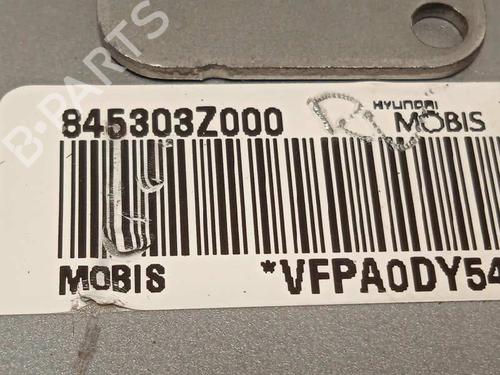 B-PARTS
845303Z000
HYUNDAI
MOBIS
MOBIS
*VFPA0DY54